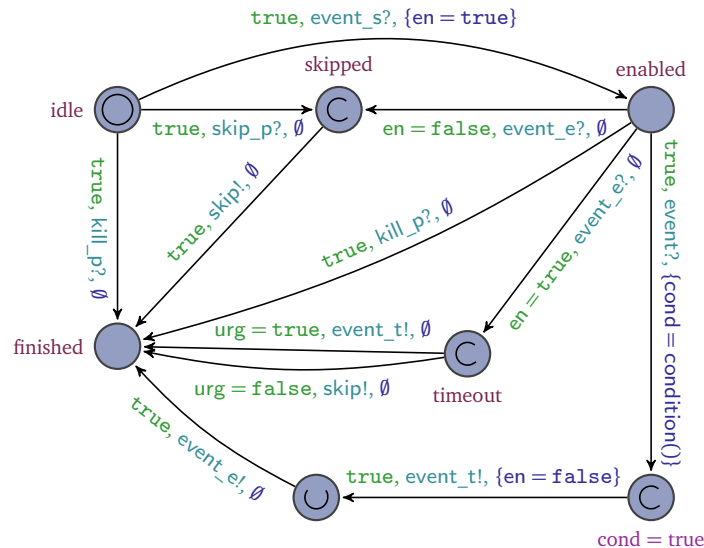 true, event_s?, {en = true}
skipped
enabled
idle
true, skip_p?, ∅
en = false, event_e?, ∅
true, kill_p?, ∅
true, skip!, ∅
true, kill_p?, ∅
en = true, event_e?, ∅
true, event?, {cond = condition()}
urg = true, event_t!, ∅
finished
urg = false, skip!, ∅
timeout
true, event_e!, ∅
true, event_t!, {en = false}
cond = true